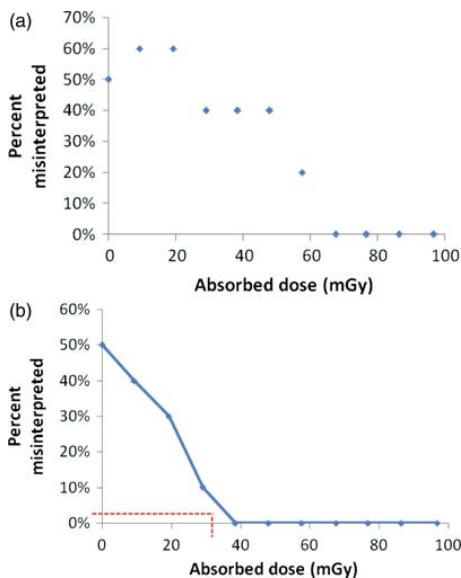 (a)
Percent
misinterpreted
70%
60%
50%
40%
30%
20%
10%
0%
0 20 40 60 80 100
Absorbed dose (mGy)
(b)
Percent
misinterpreted
60%
50%
40%
30%
20%
10%
0%
0 20 40 60 80 100
Absorbed dose (mGy)